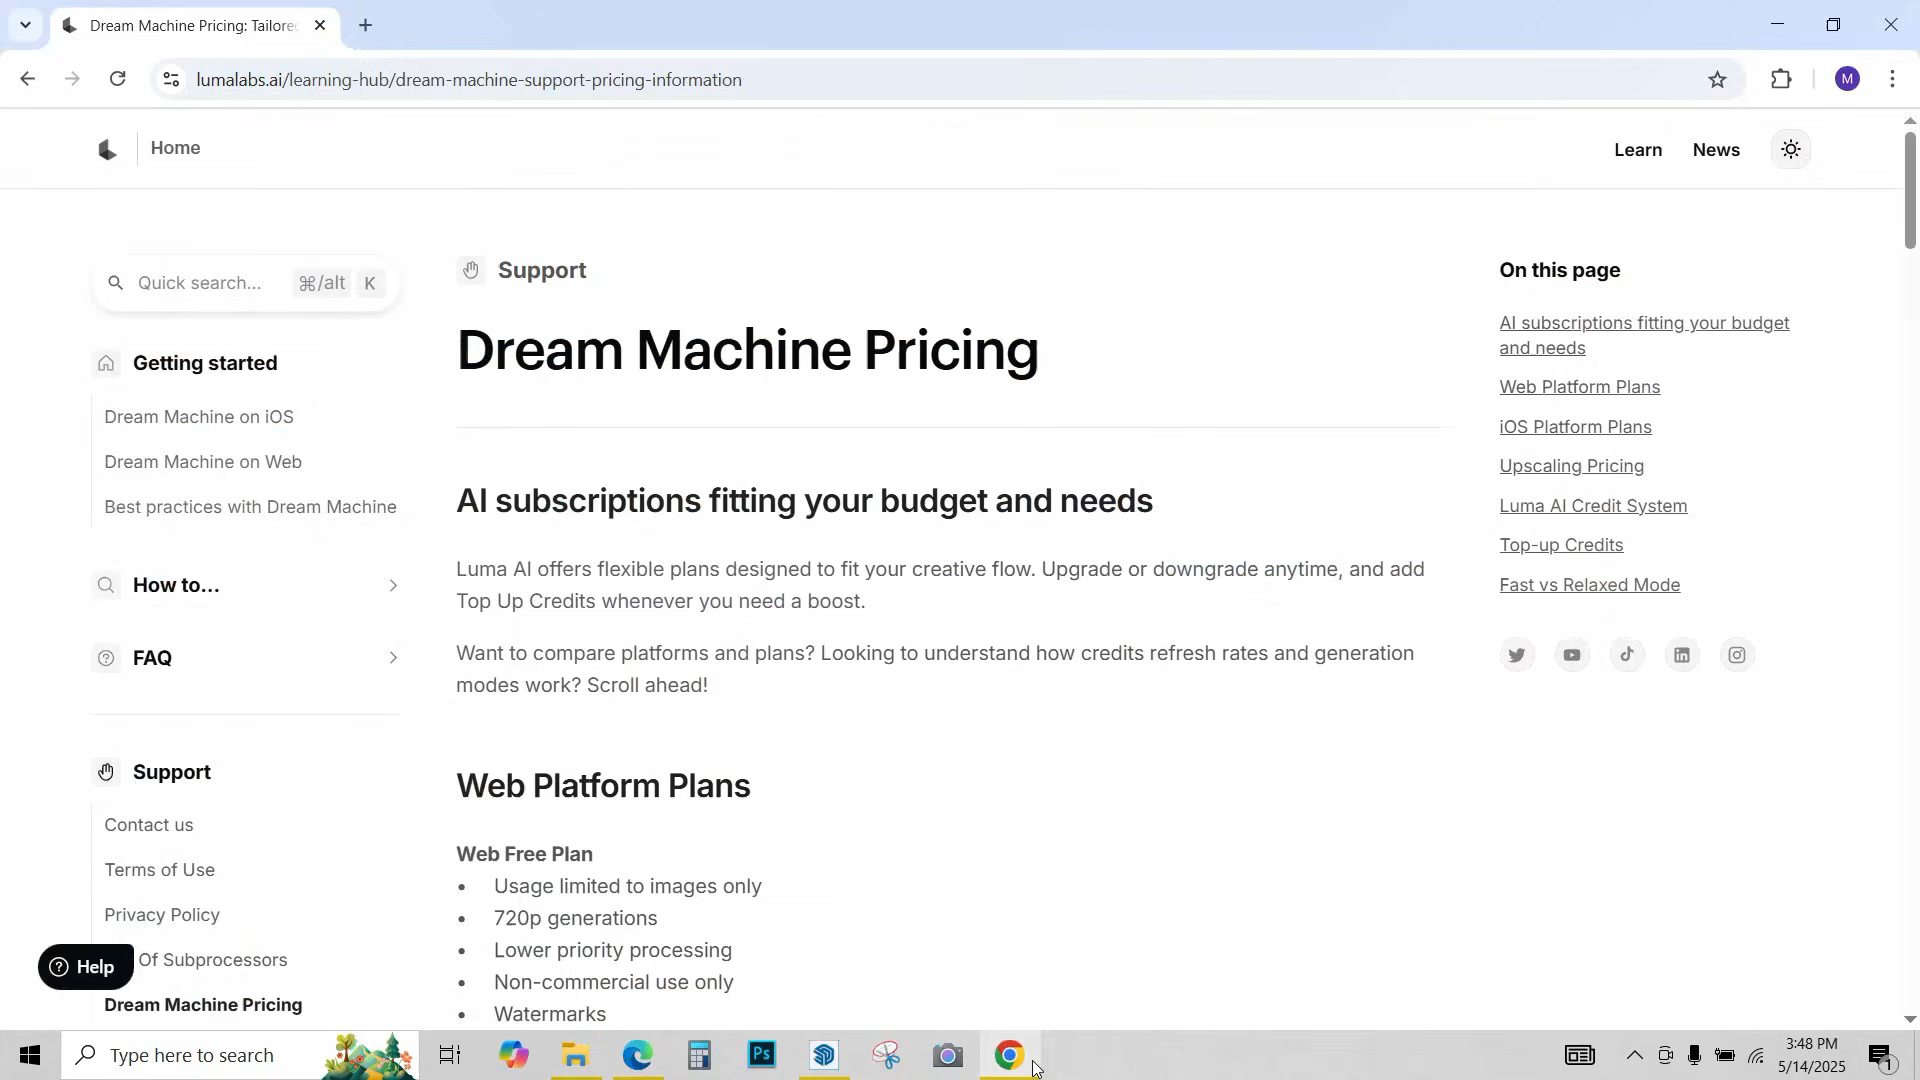 Dream Machine Pricing: Tailore
lumalabs.ai/learning-hub/dream-machine-support-pricing-information
M
Home
Learn
News
Quick search...
⌘/alt
K
Getting started
Dream Machine on iOS
Dream Machine on Web
Best practices with Dream Machine
How to...
FAQ
Support
Contact us
Terms of Use
Privacy Policy
Of Subprocessors
Dream Machine Pricing
Help
Support
Dream Machine Pricing
AI subscriptions fitting your budget and needs
Luma AI offers flexible plans designed to fit your creative flow. Upgrade or downgrade anytime, and add
Top Up Credits whenever you need a boost.
Want to compare platforms and plans? Looking to understand how credits refresh rates and generation
modes work? Scroll ahead!
Web Platform Plans
Web Free Plan
• Usage limited to images only
• 720p generations
• Lower priority processing
• Non-commercial use only
• Watermarks
On this page
AI subscriptions fitting your budget
and needs
Web Platform Plans
iOS Platform Plans
Upscaling Pricing
Luma AI Credit System
Top-up Credits
Fast vs Relaxed Mode
Type here to search
Ps
3:48 PM
5/14/2025
1